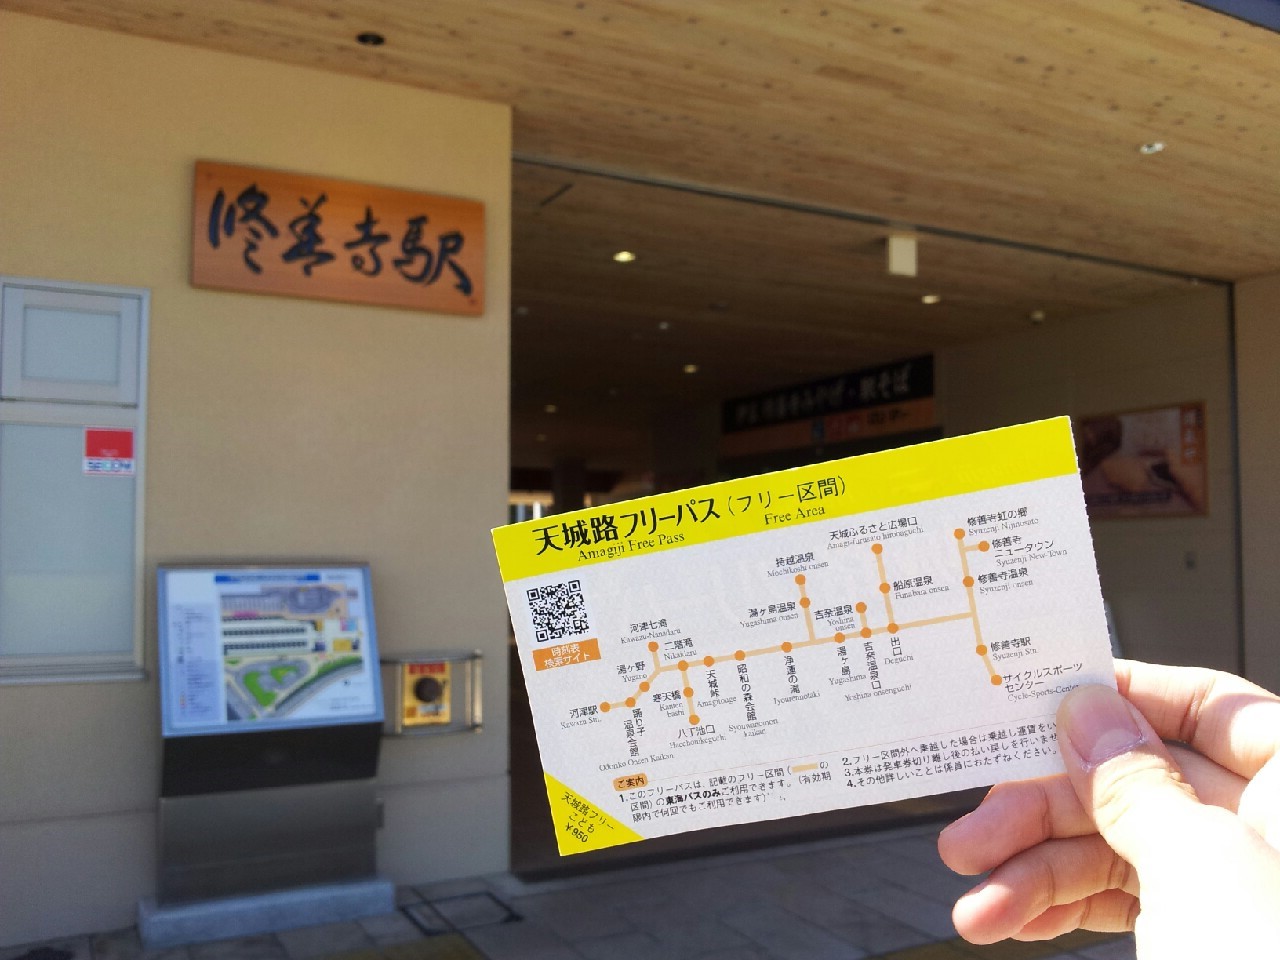 修善寺駅
SECOM
天城路フリーパス（フリー区間）
Amagiji Free Pass
Free Area
時刻表
検索サイト
河津七滝
Kawazu-Nanadaru
二階滝
湯ヶ野
Yugano
河津駅
Kawazu Sta.
踊り子
温泉会館
Odoriko Onsen Kaikan
寒天橋
Kanten
bashi
八丁池口
Hacchoikeguchi
天城峠
Amagitoge
昭和の森会館
Syowanomori
kaikan
浄蓮の滝
Jyourennotaki
持越温泉
Mochikoshi onsen
湯ヶ島温泉
Yugashima onsen
湯ヶ島
Yugashima
吉奈温泉
Yoshina
onsen
吉奈温泉口
Yoshina onsenguchi
天城ふるさと広場口
Amagi-furusato hirobaguchi
船原温泉
Funabara onsen
出口
Deguchi
修善寺虹の郷
Syuzenji Nijinosato
修善寺
ニュータウン
Syuzenji New-Town
修善寺温泉
Syuzenji onsen
修善寺駅
Syuzenji Sta.
サイクルスポーツ
センター
Cycle-Sports-Center
ご案内
1.このフリーパスは、記載のフリー区間（ の
区間）の東海バスのみご利用できます。（有効期
限内で何回でもご利用できます）
2.フリー区間外へ乗越した場合は乗越し運賃をい
3.本券は発車券切り離し後の払い戻しを行いませ
4.その他詳しいことは係員におたずねください。
天城路フリー
こども
¥850